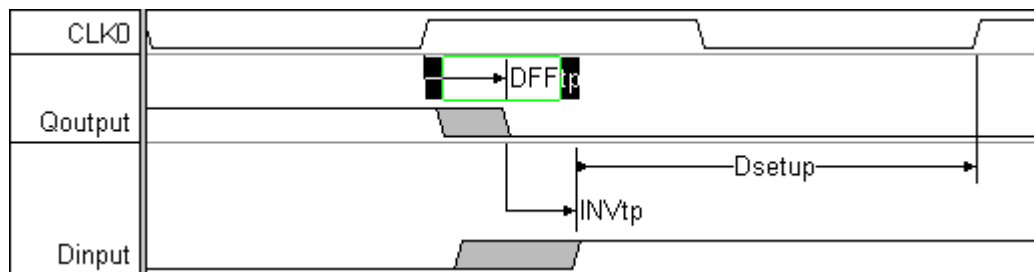 CLK0
DFFtp
Qoutput
Dsetup
INVtp
Dinput